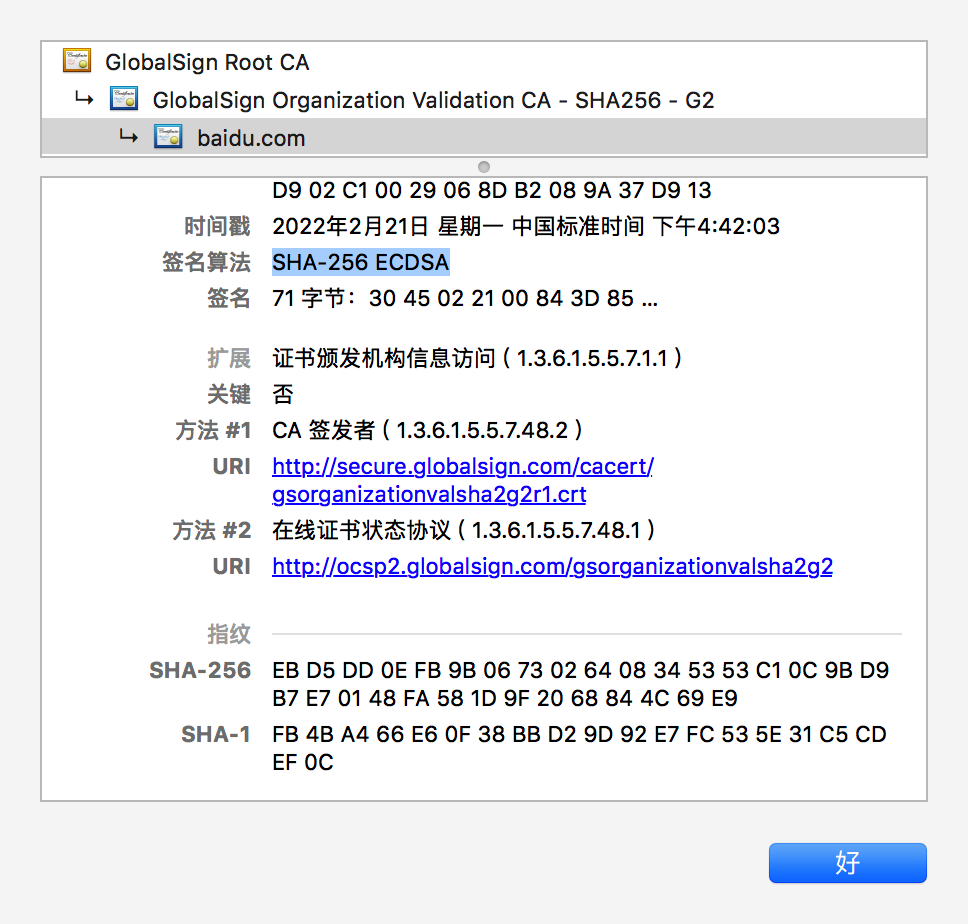 GlobalSign Root CA
GlobalSign Organization Validation CA - SHA256 - G2
baidu.com
D9 02 C1 00 29 06 8D B2 08 9A 37 D9 13
时间戳 2022年2月21日 星期一 中国标准时间 下午4:42:03
签名算法 SHA-256 ECDSA
签名 71 字节：30 45 02 21 00 84 3D 85 ...
扩展 证书颁发机构信息访问 ( 1.3.6.1.5.5.7.1.1 )
关键 否
方法 #1 CA 签发者 ( 1.3.6.1.5.5.7.48.2 )
URI http://secure.globalsign.com/cacert/
gsorganizationvalsha2g2r1.crt
方法 #2 在线证书状态协议 ( 1.3.6.1.5.5.7.48.1 )
URI http://ocsp2.globalsign.com/gsorganizationvalsha2g2
指纹
SHA-256 EB D5 DD 0E FB 9B 06 73 02 64 08 34 53 53 C1 0C 9B D9
B7 E7 01 48 FA 58 1D 9F 20 68 84 4C 69 E9
SHA-1 FB 4B A4 66 E6 0F 38 BB D2 9D 92 E7 FC 53 5E 31 C5 CD
EF 0C
好